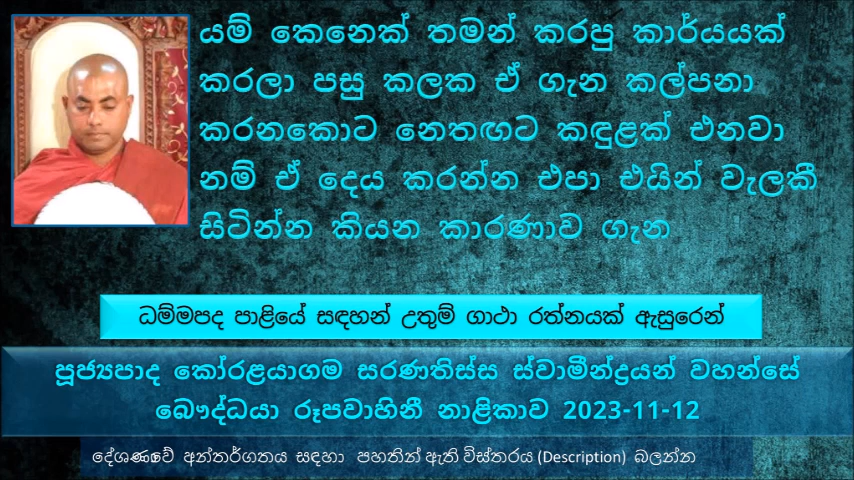 යම් කෙනෙක් තමන් කරපු කාර්යයක්
කරලා පසු කලක ඒ ගැන කල්පනා
කරනකොට නෙතඟට කඳුළක් එනවා
නම් ඒ දෙය කරන්න එපා එයින් වැලකී
සිටින්න කියන කාරණාව ගැන
ධම්මපද පාළියේ සඳහන් උතුම් ගාථා රත්නයක් ඇසුරෙන්
පූජ්‍යපාද කෝරළයාගම සරණතිස්ස ස්වාමීන්ද්‍රයන් වහන්සේ
බෞද්ධයා රූපවාහිනී නාළිකාව 2023-11-12
අන්තර්ගතය සඳහා පහතින් ඇති විස්තරය (Description) බලන්න